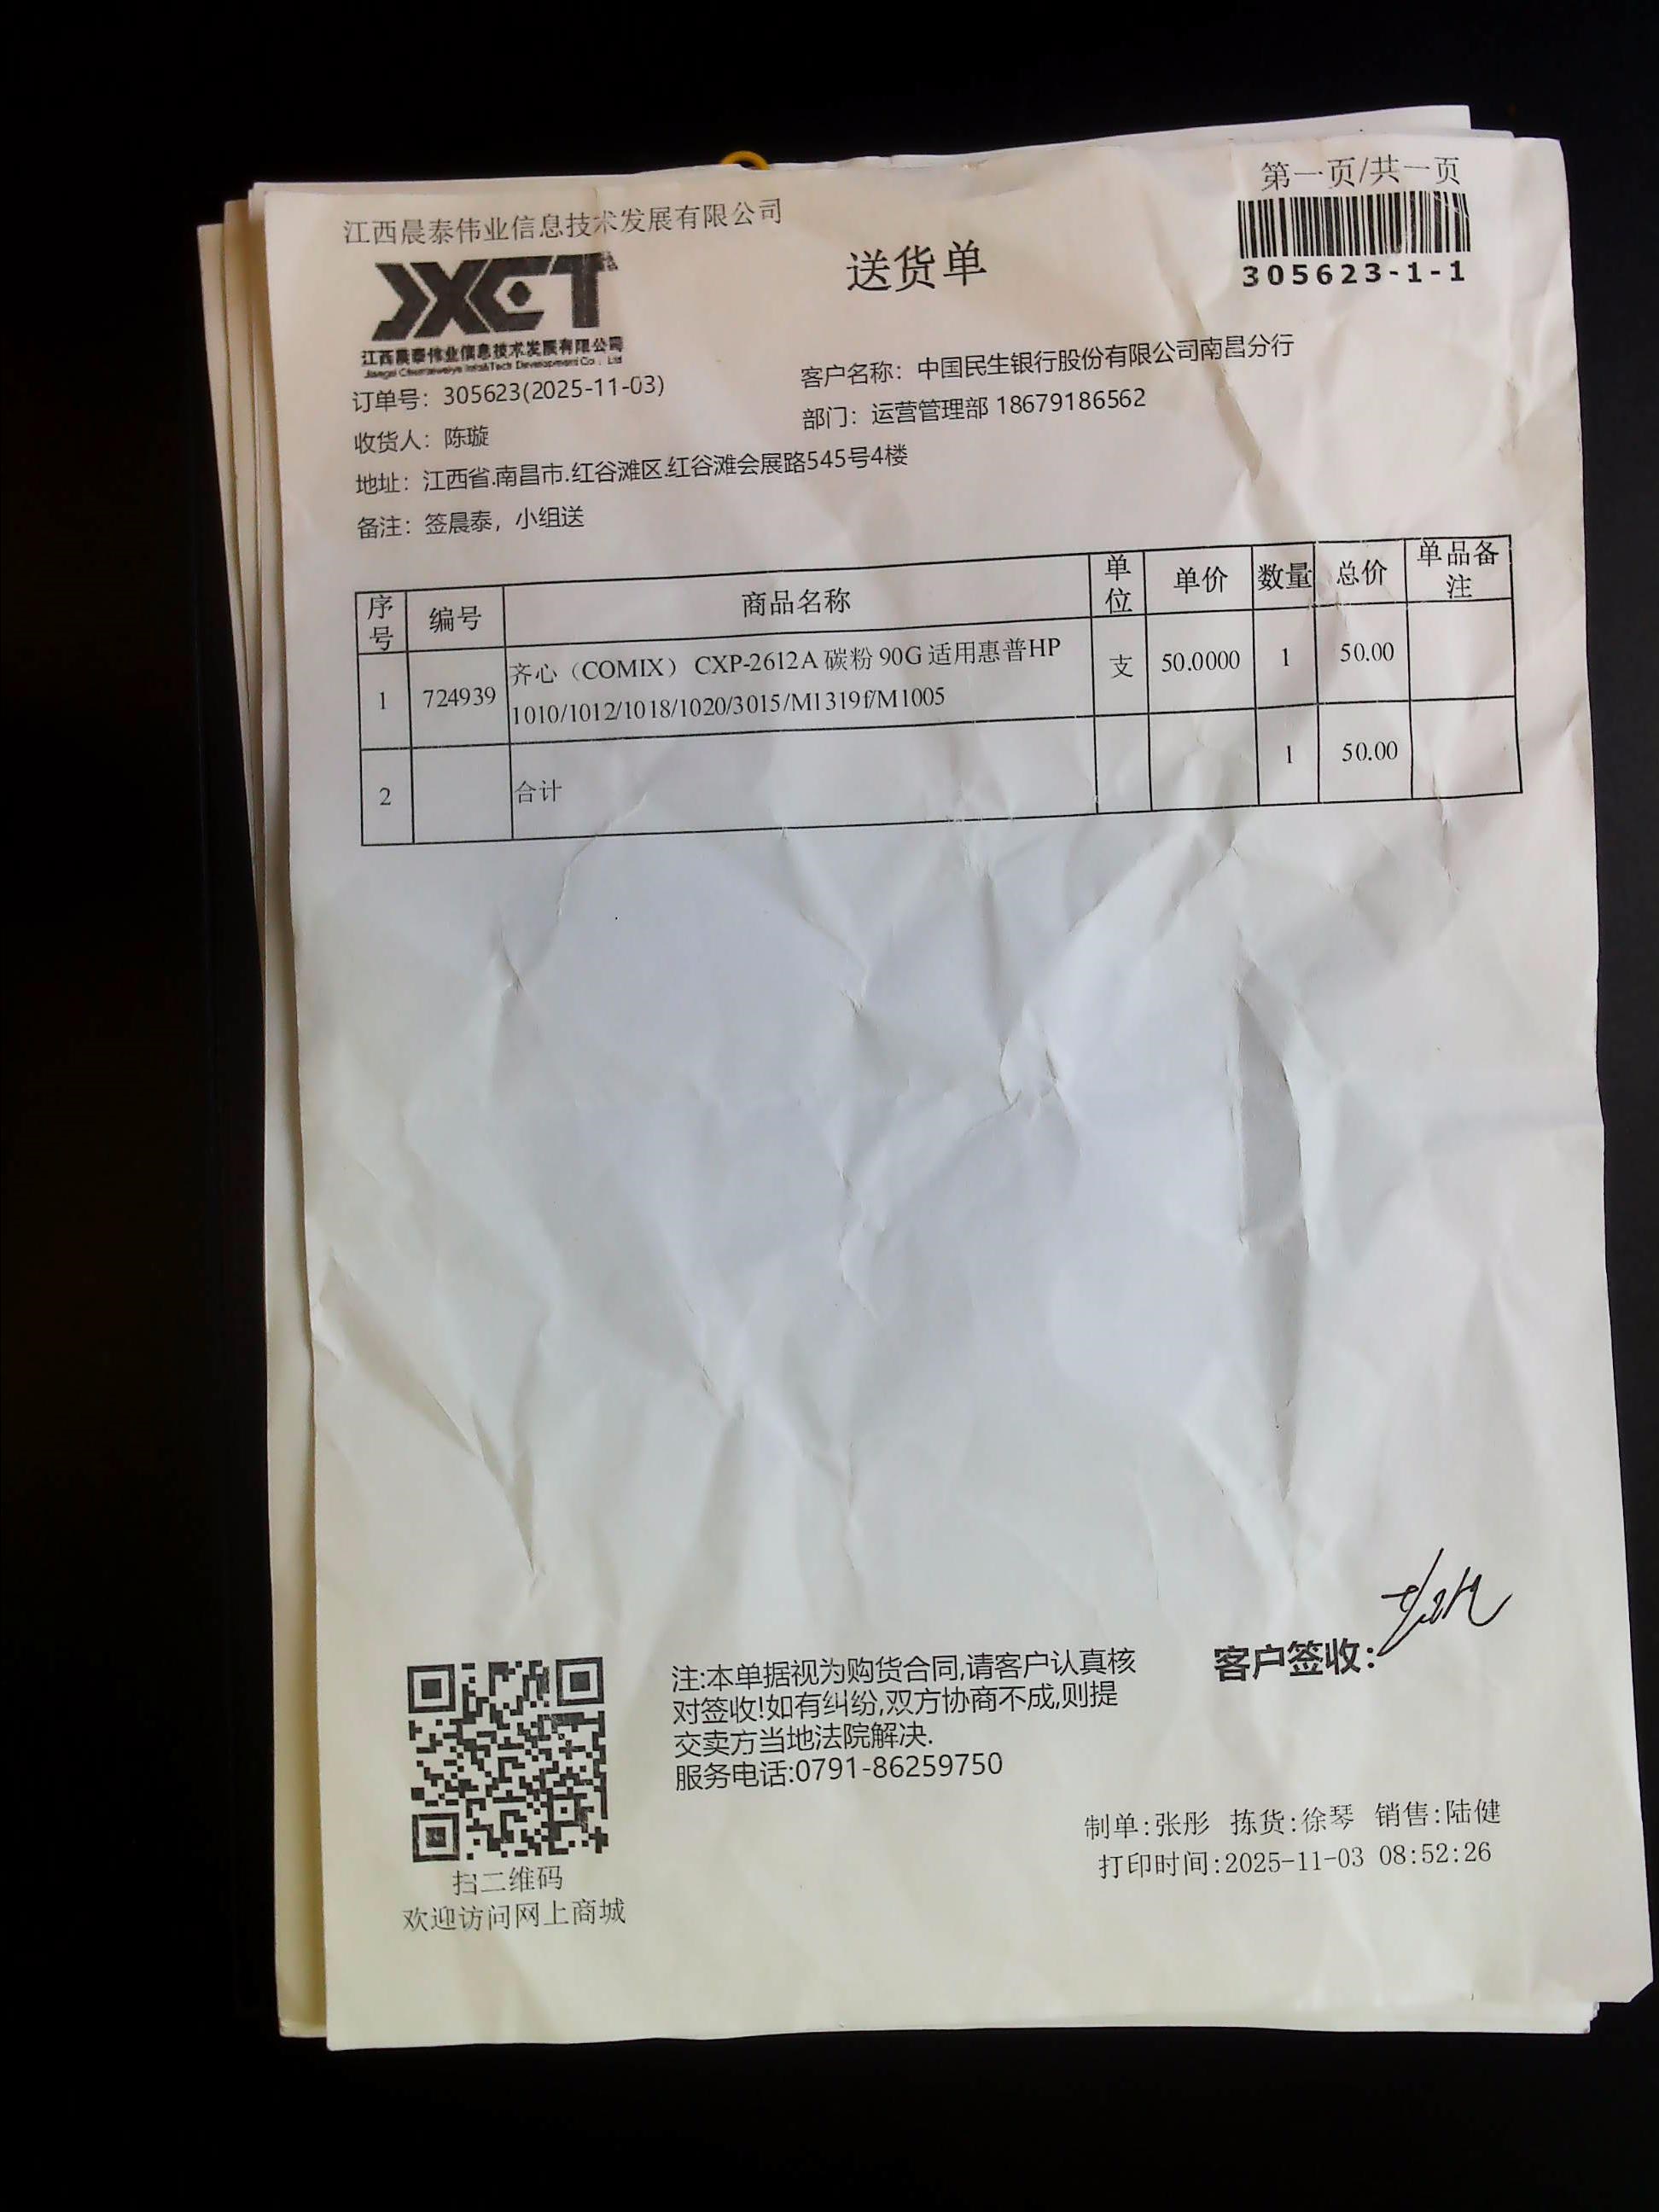 第一页/共一页
江西晨泰伟业信息技术发展有限公司
送货单
305623-1-1
JXCT
江西晨泰伟业信息技术发展有限公司
订单号：305623(2025-11-03)
客户名称：中国民生银行股份有限公司南昌分行
收货人：陈璇
部门：运营管理部 18679186562
地址：江西省.南昌市.红谷滩区.红谷滩会展路545号4楼
备注：签晨泰，小组送
序号 编号 商品名称 单位 单价 数量 总价 单品备注
1 724939 齐心（COMIX） CXP-2612A 碳粉 90G 适用惠普HP 支 50.0000 1 50.00
1010/1012/1018/1020/3015/M1319f/M1005
2 合计 1 50.00
注:本单据视为购货合同,请客户认真核
对签收!如有纠纷,双方协商不成,则提
交卖方当地法院解决.
服务电话:0791-86259750
客户签收:
扫二维码
欢迎访问网上商城
制单:张彤 拣货:徐琴 销售:陆健
打印时间:2025-11-03 08:52:26